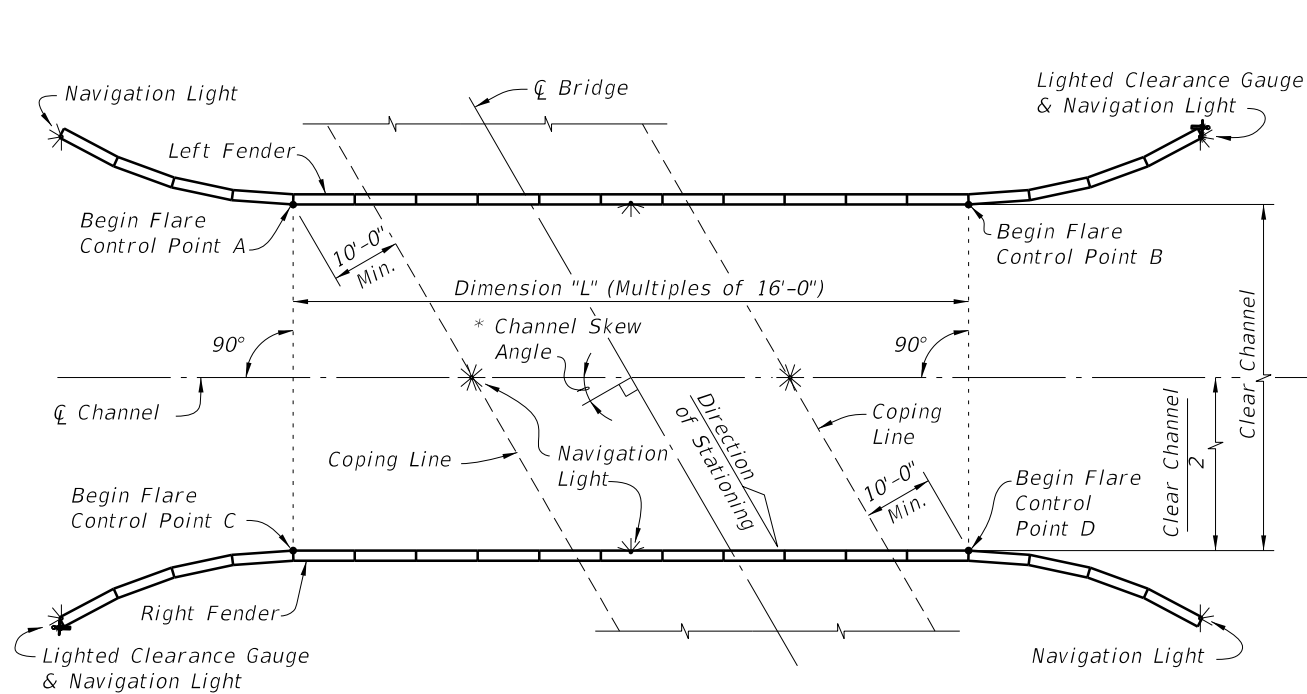 ℄ Bridge
Lighted Clearance Gauge
& Navigation Light
Navigation Light
Left Fender
Begin Flare
Control Point A
10'-0"
Min.
Begin Flare
Control Point B
Dimension "L" (Multiples of 16'-0")
* Channel Skew
Angle
90°
90°
Clear Channel
℄ Channel
Clear Channel
2
Direction
of Stationing
Coping
Line
Coping Line
Navigation
Light
10'-0"
Min.
Begin Flare
Control Point C
Begin Flare
Control
Point D
Right Fender
Lighted Clearance Gauge
& Navigation Light
Navigation Light